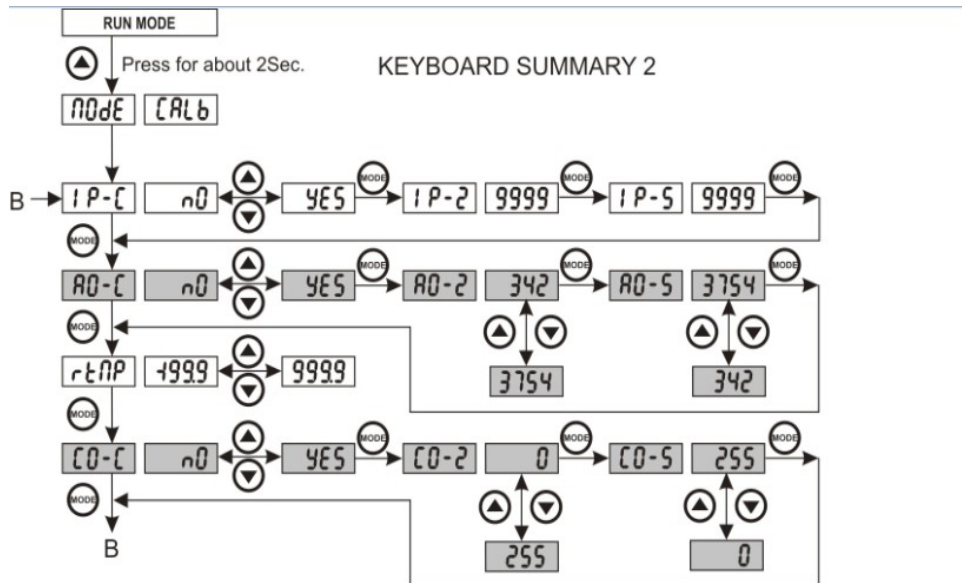 RUN MODE
Press for about 2Sec.
KEYBOARD SUMMARY 2
MODE CALb
B IP-C nO YES MODE IP-Z 9999 MODE IP-S 9999 MODE
MODE
AO-C nO YES MODE AO-Z 342 MODE AO-S 3754 MODE
MODE
3754 342
rtMP -199.9 999.9
MODE
CO-C nO YES MODE CO-Z 0 MODE CO-S 255 MODE
MODE
B
255 0